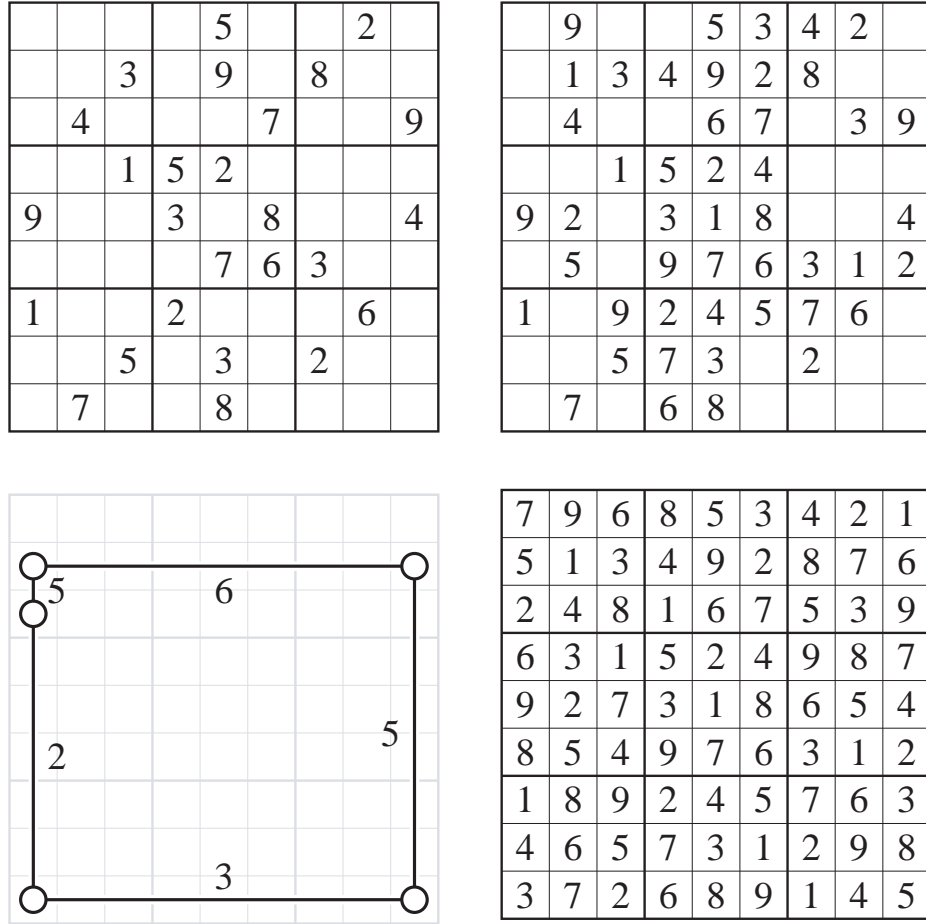 5 2
3 9 8
4 7 9
1 5 2
9 3 8 4
7 6 3
1 2 6
5 3 2
7 8
9 5 3 4 2
1 3 4 9 2 8
4 6 7 3 9
1 5 2 4
9 2 3 1 8 4
5 9 7 6 3 1 2
1 9 2 4 5 7 6
5 7 3 2
7 6 8
5 6
5
2
3
7 9 6 8 5 3 4 2 1
5 1 3 4 9 2 8 7 6
2 4 8 1 6 7 5 3 9
6 3 1 5 2 4 9 8 7
9 2 7 3 1 8 6 5 4
8 5 4 9 7 6 3 1 2
1 8 9 2 4 5 7 6 3
4 6 5 7 3 1 2 9 8
3 7 2 6 8 9 1 4 5